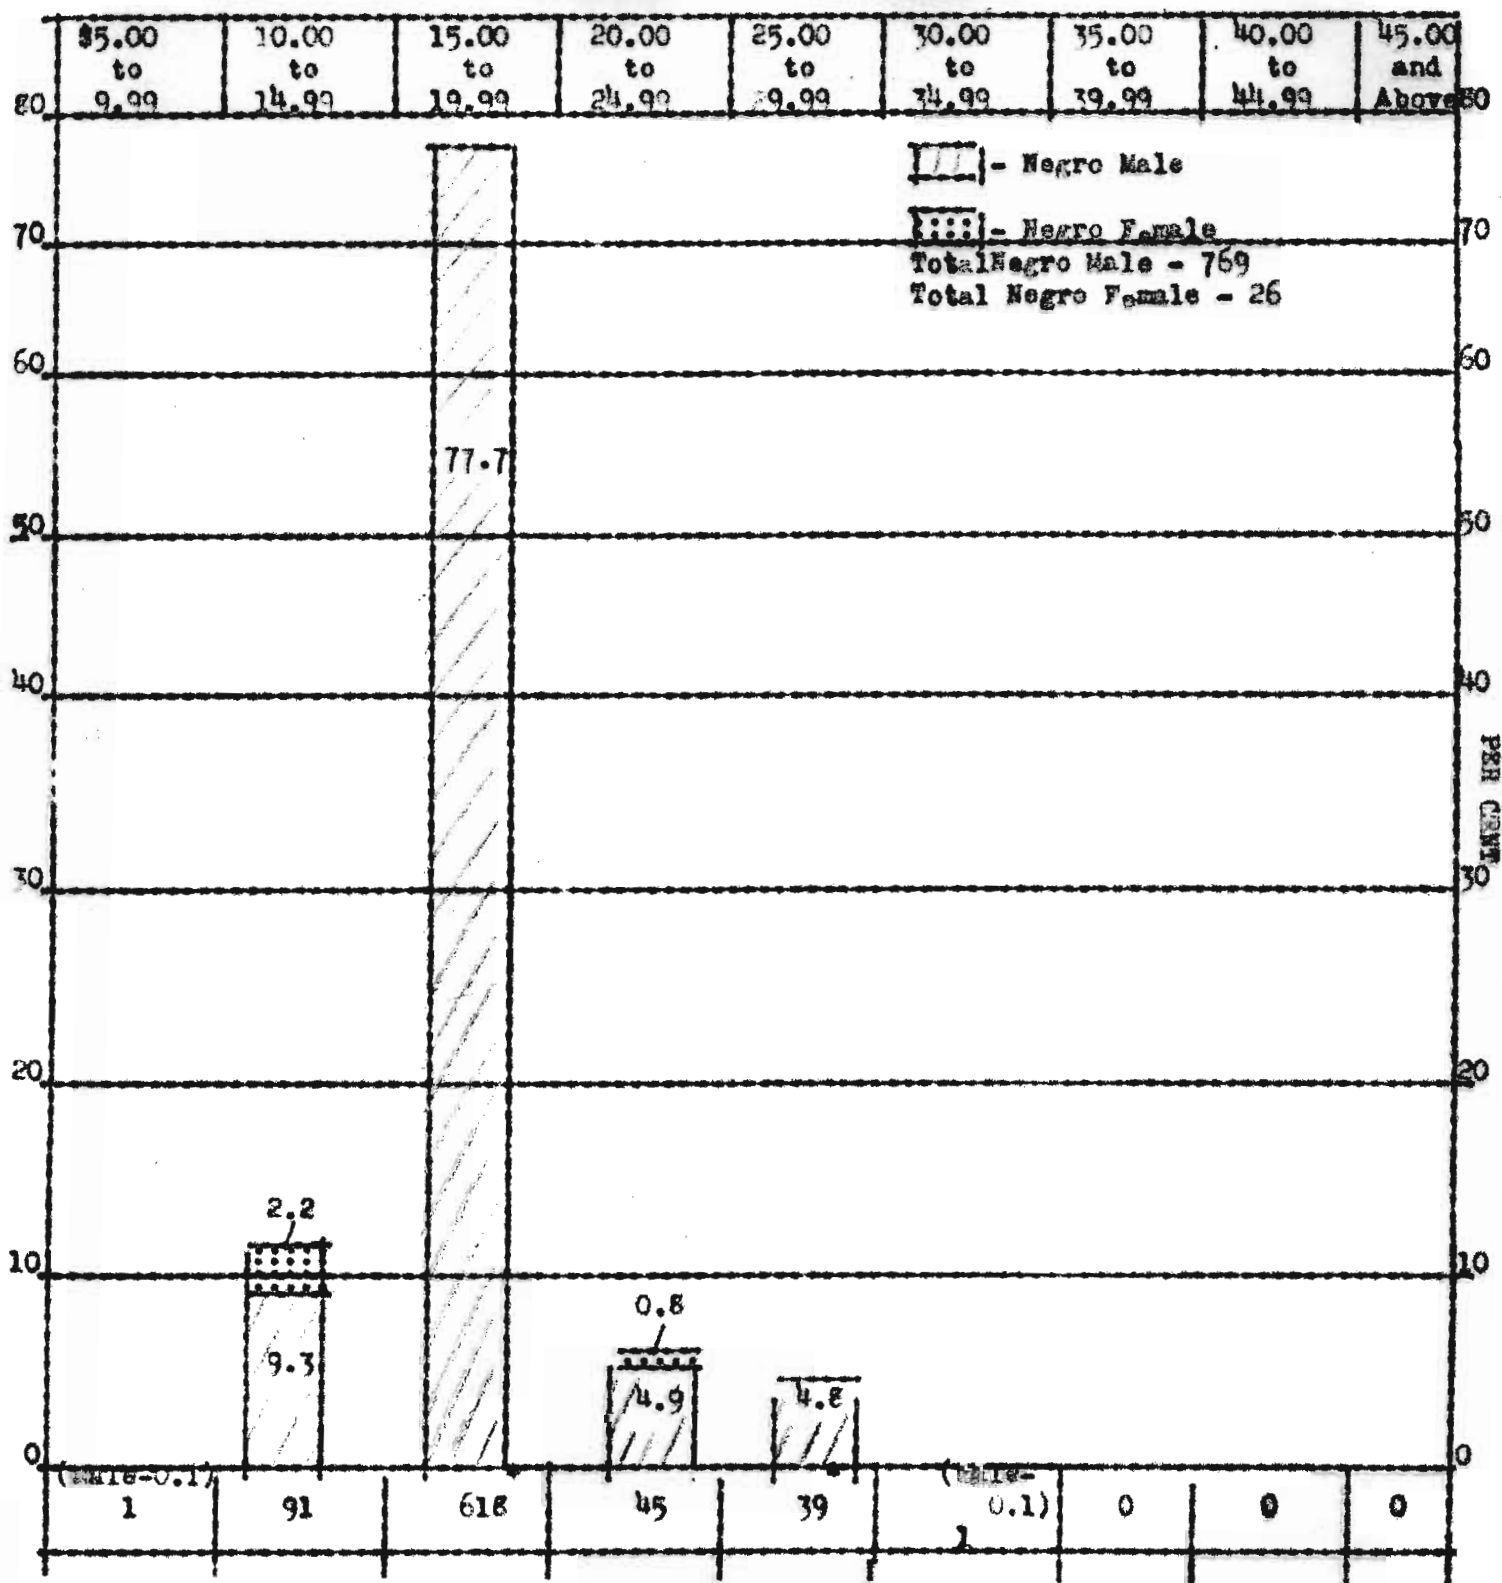 $5.00 10.00 15.00 20.00 25.00 30.00 35.00 40.00 45.00
to to to to to to to to and
9.99 14.99 19.99 24.99 29.99 34.99 39.99 44.99 Above
80 80
- Negro Male
70 - Negro Female 70
TotalNegro Male - 769
Total Negro Female - 26
60 60
77.7
50 50
40 40
PER CENT
30 30
20 20
2.2
10 10
0.8
9.3 4.9 4.8
0 0
(Male-0.1) (Male-
1 91 618 45 39 0.1) 0 0 0
1